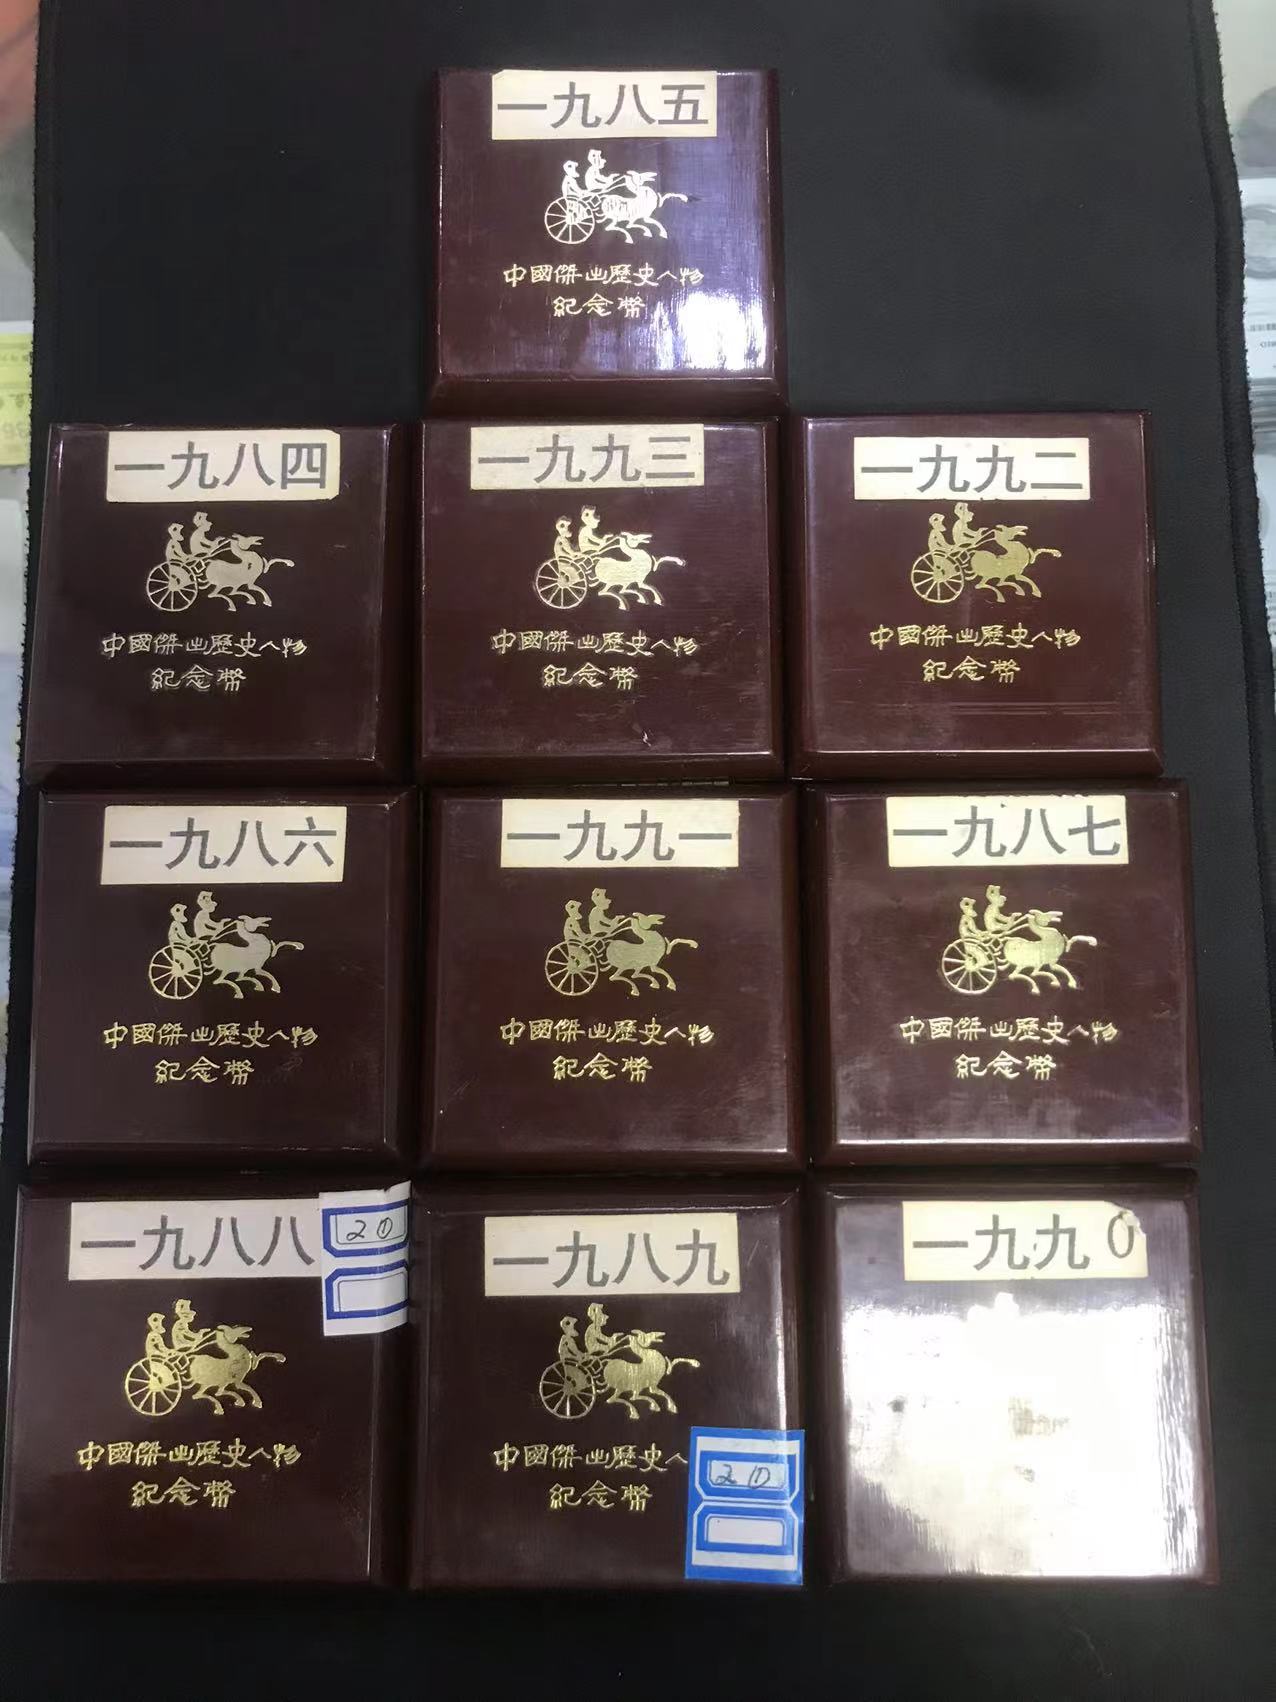 一九八五
中國傑出歷史人物
紀念幣
一九八四
中國傑出歷史人物
紀念幣
一九九三
中國傑出歷史人物
紀念幣
一九九二
中國傑出歷史人物
紀念幣
一九八六
中國傑出歷史人物
紀念幣
一九九一
中國傑出歷史人物
紀念幣
一九八七
中國傑出歷史人物
紀念幣
一九八八
中國傑出歷史人物
紀念幣
一九八九
中國傑出歷史人
紀念幣
一九九0